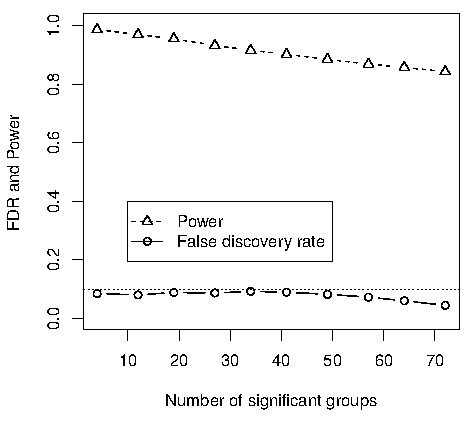 1.0
0.8
0.6
0.4
0.2
0.0
FDR and Power
Power
False discovery rate
10 20 30 40 50 60 70
Number of significant groups